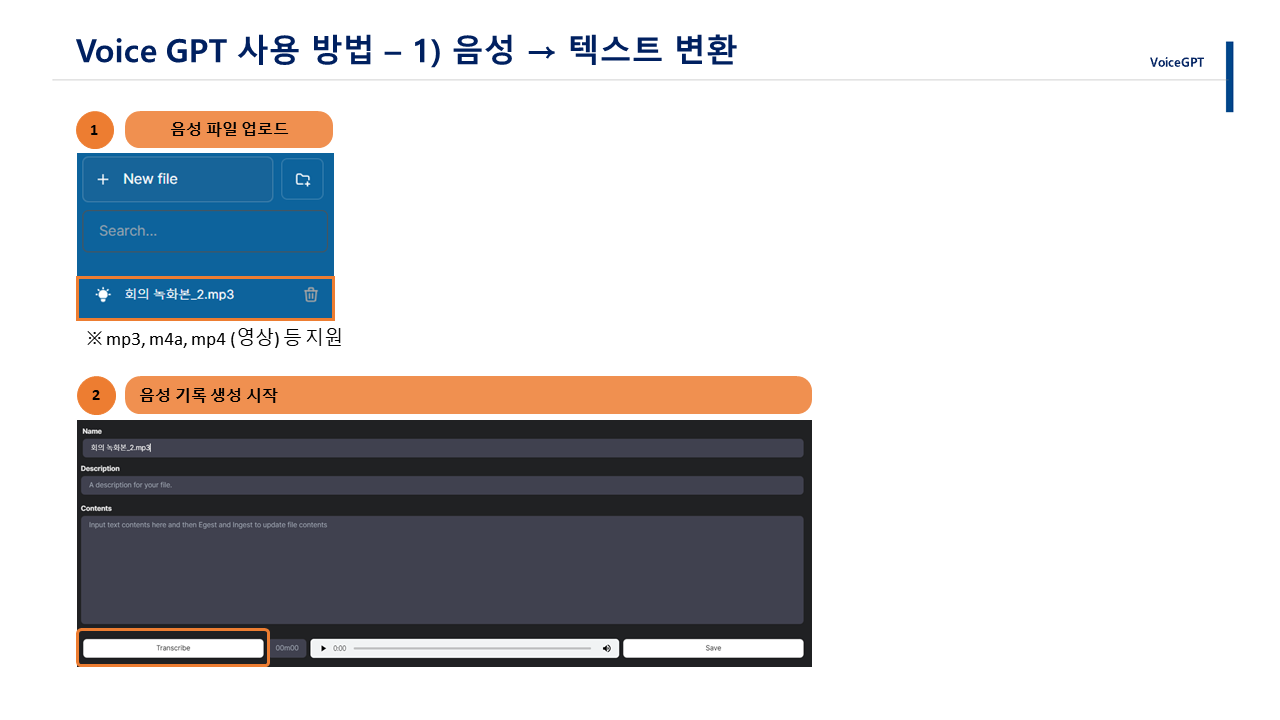 Voice GPT 사용 방법 – 1) 음성 → 텍스트 변환
VoiceGPT
1
음성 파일 업로드
+ New file
Search...
회의 녹화본_2.mp3
※ mp3, m4a, mp4 (영상) 등 지원
2
음성 기록 생성 시작
Name
회의 녹화본_2.mp3
Description
A description for your file.
Contents
Input text contents here and then Egest and Ingest to update file contents
Transcribe
00m00
0:00
Save